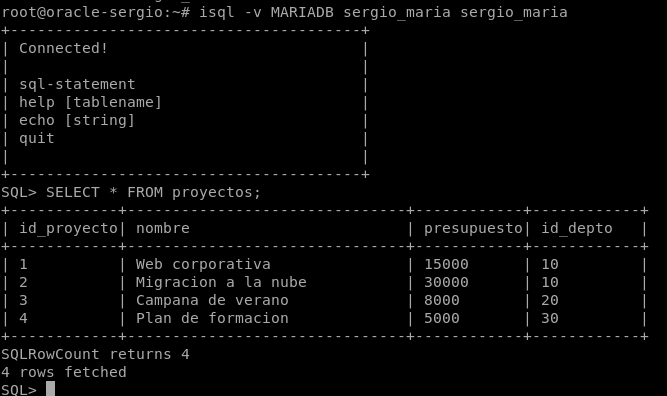 root@oracle-sergio:~# isql -v MARIADB sergio_maria sergio_maria
+---------------------------------------+
| Connected!                            |
|                                       |
| sql-statement                         |
| help [tablename]                      |
| echo [string]                         |
| quit                                  |
|                                       |
+---------------------------------------+
SQL> SELECT * FROM proyectos;
+------------+-------------------------------+------------+------------+
| id_proyecto| nombre                        | presupuesto| id_depto   |
+------------+-------------------------------+------------+------------+
| 1          | Web corporativa               | 15000      | 10         |
| 2          | Migracion a la nube           | 30000      | 10         |
| 3          | Campana de verano             | 8000       | 20         |
| 4          | Plan de formacion             | 5000       | 30         |
+------------+-------------------------------+------------+------------+
SQLRowCount returns 4
4 rows fetched
SQL>